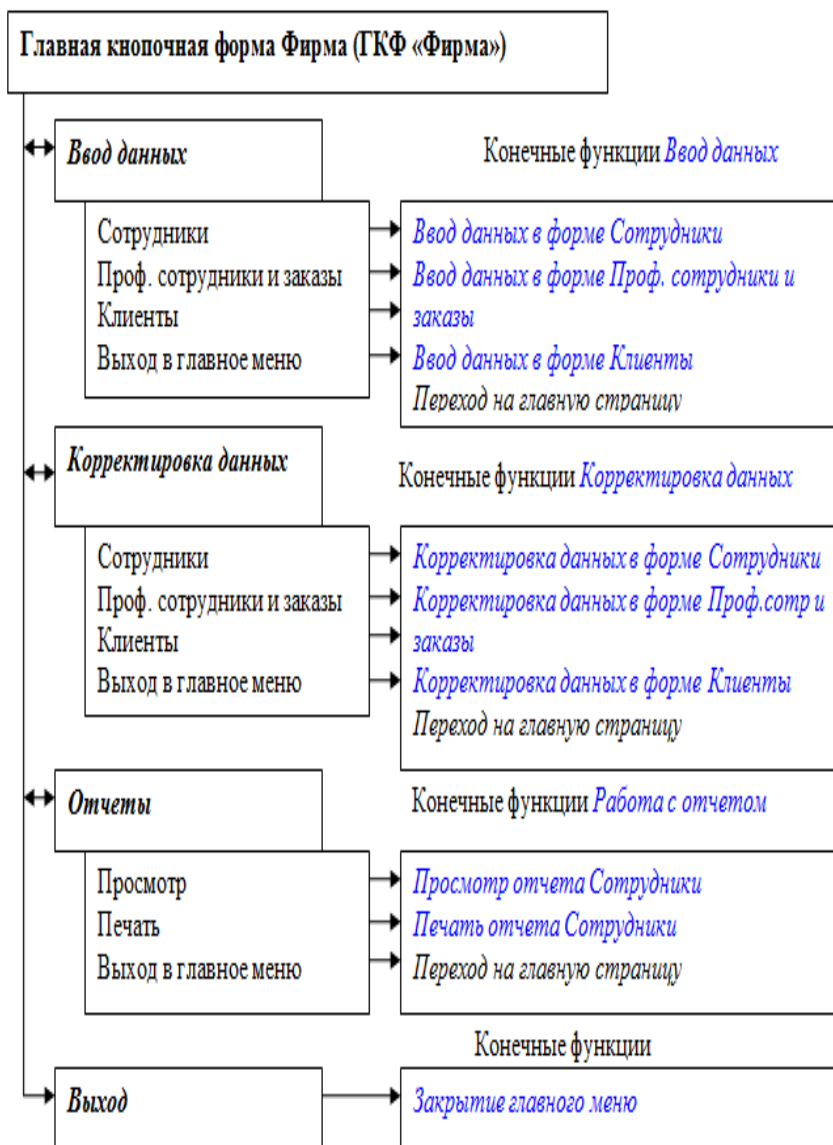 Главная кнопочная форма Фирма (ГКФ «Фирма»)
Ввод данных
Конечные функции Ввод данных
Сотрудники
Проф. сотрудники и заказы
Клиенты
Выход в главное меню
Ввод данных в форме Сотрудники
Ввод данных в форме Проф. сотрудники и
заказы
Ввод данных в форме Клиенты
Переход на главную страницу
Корректировка данных
Конечные функции Корректировка данных
Сотрудники
Проф. сотрудники и заказы
Клиенты
Выход в главное меню
Корректировка данных в форме Сотрудники
Корректировка данных в форме Проф.сотр и
заказы
Корректировка данных в форме Клиенты
Переход на главную страницу
Отчеты
Конечные функции Работа с отчетом
Просмотр
Печать
Выход в главное меню
Просмотр отчета Сотрудники
Печать отчета Сотрудники
Переход на главную страницу
Конечные функции
Выход
Закрытие главного меню